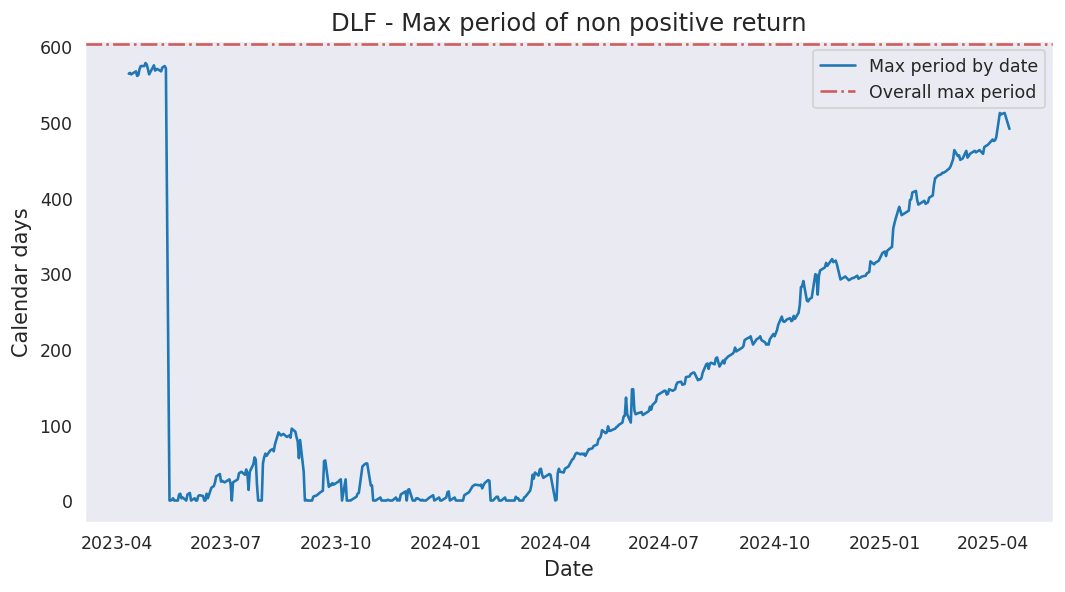 DLF - Max period of non positive return
Max period by date
Overall max period
Calendar days
600
500
400
300
200
100
0
2023-04 2023-07 2023-10 2024-01 2024-04 2024-07 2024-10 2025-01 2025-04
Date